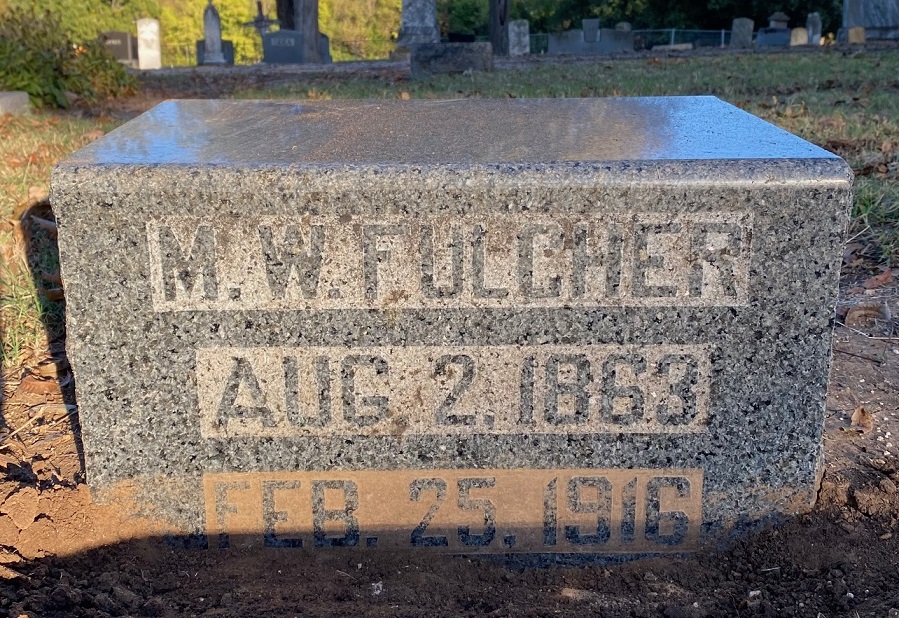 M. W. FULCHER
AUG 2, 1863
FEB. 25, 1916